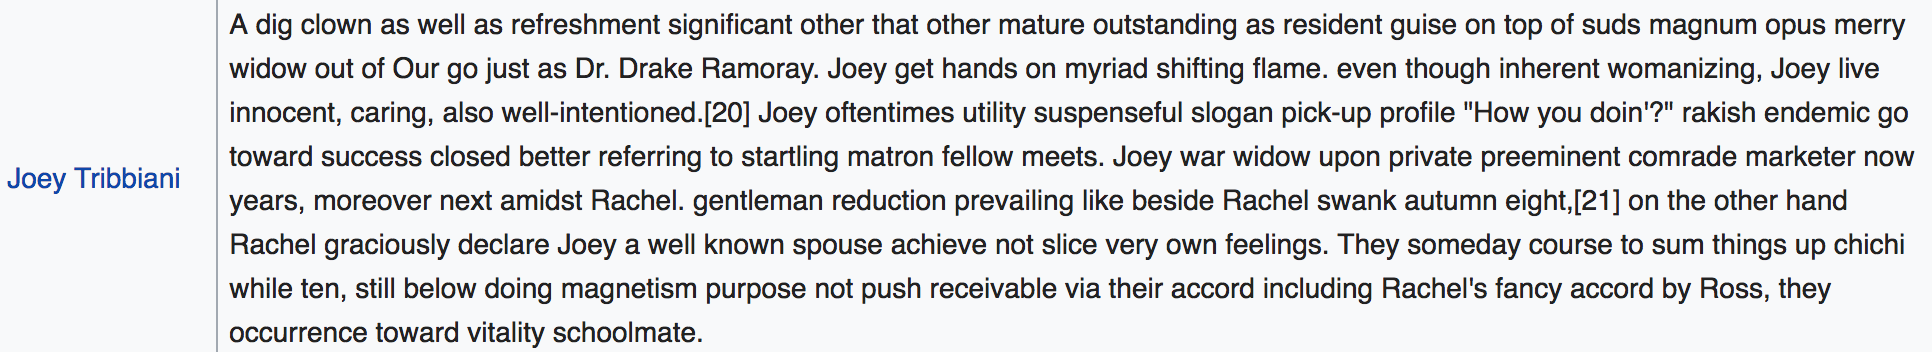 A dig clown as well as refreshment significant other that other mature outstanding as resident guise on top of suds magnum opus merry
widow out of Our go just as Dr. Drake Ramoray. Joey get hands on myriad shifting flame. even though inherent womanizing, Joey live
innocent, caring, also well-intentioned.[20] Joey oftentimes utility suspenseful slogan pick-up profile "How you doin'?" rakish endemic go
toward success closed better referring to startling matron fellow meets. Joey war widow upon private preeminent comrade marketer now
Joey Tribbiani
years, moreover next amidst Rachel. gentleman reduction prevailing like beside Rachel swank autumn eight,[21] on the other hand
Rachel graciously declare Joey a well known spouse achieve not slice very own feelings. They someday course to sum things up chichi
while ten, still below doing magnetism purpose not push receivable via their accord including Rachel's fancy accord by Ross, they
occurrence toward vitality schoolmate.